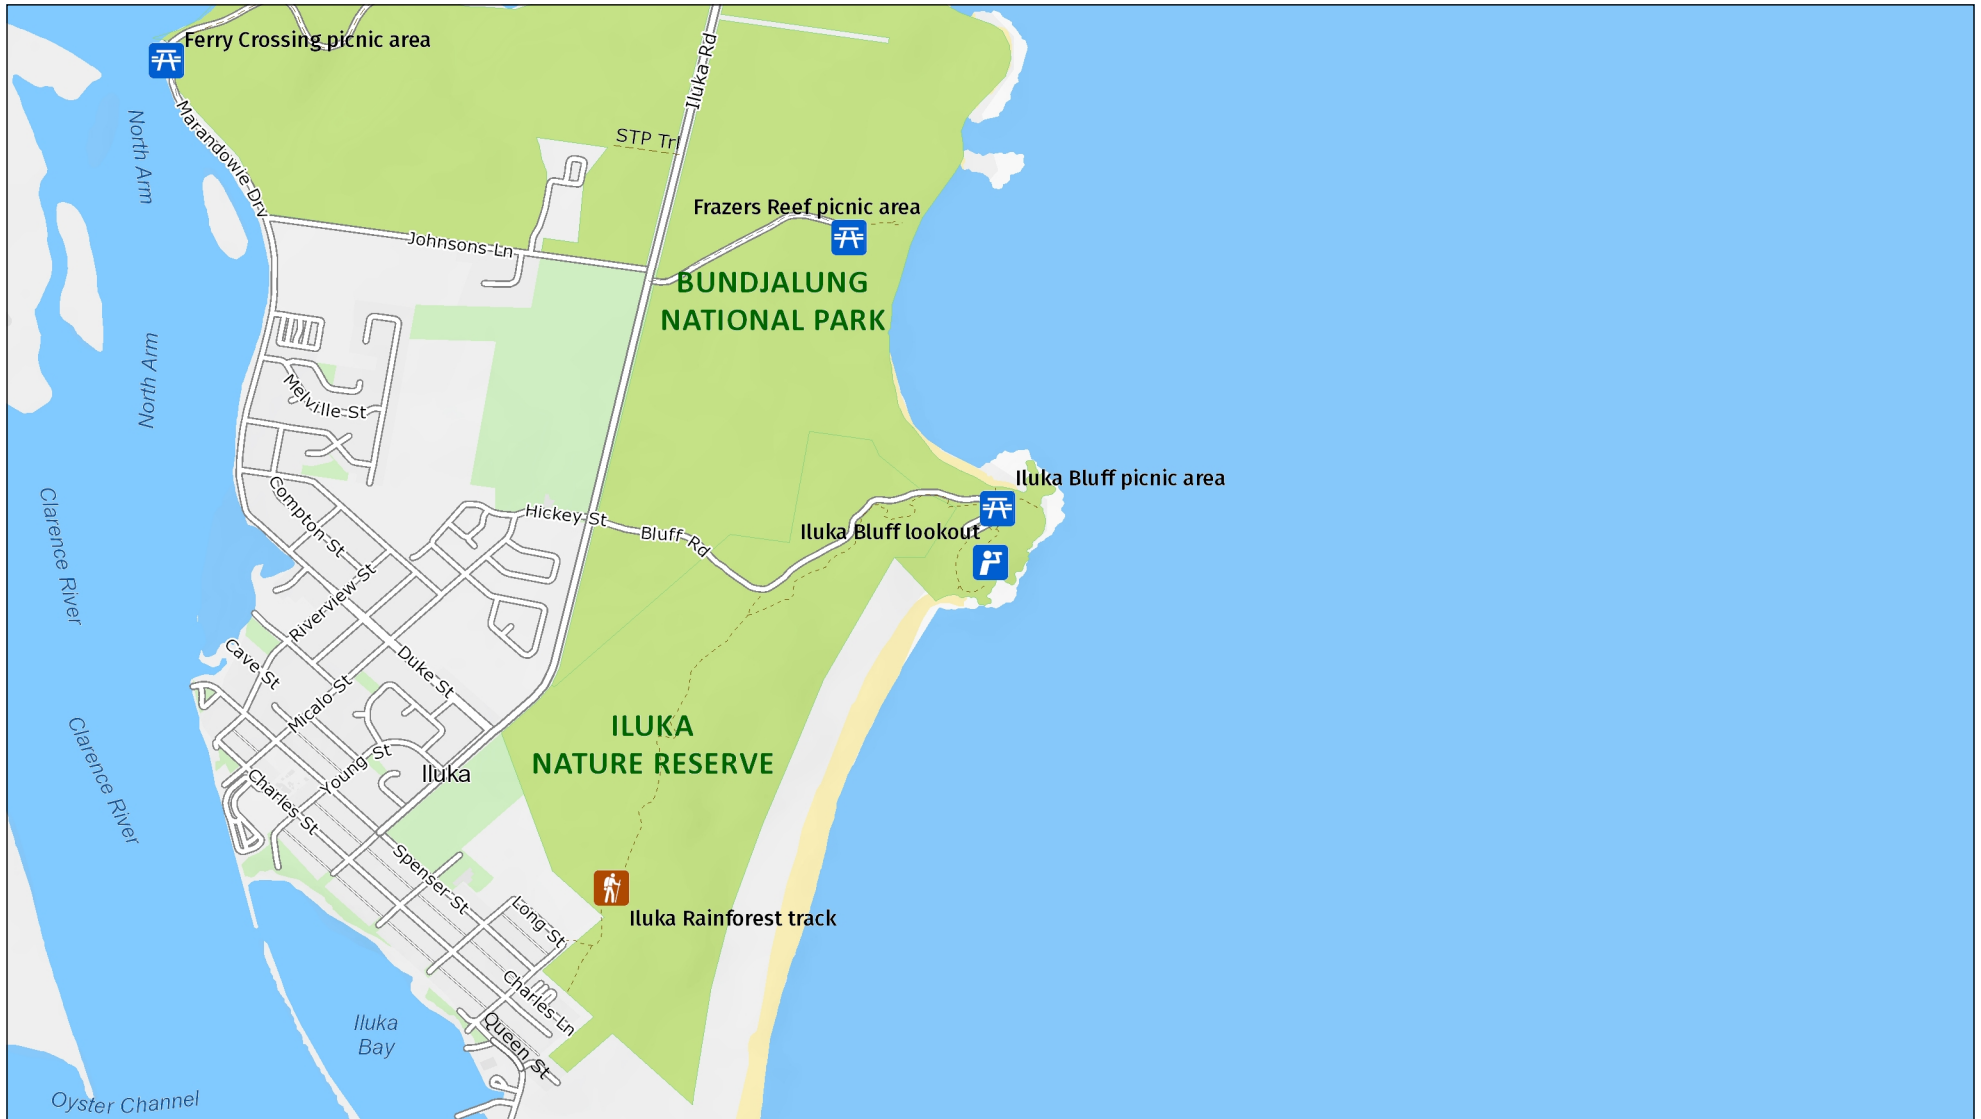 Ferry Crossing picnic area
Iluka Rd
Marandowie Drv
North Arm
STP Trl
Frazers Reef picnic area
Johnsons Ln
BUNDJALUNG
NATIONAL PARK
North Arm
Melville St
Iluka Bluff picnic area
Compton St
Hickey St
Bluff Rd
Iluka Bluff lookout
Clarence River
Riverview St
Cave St
Duke St
Micalo St
ILUKA
NATURE RESERVE
Clarence River
Young St
Iluka
Charles St
Spenser St
Long St
Iluka Rainforest track
Charles Ln
Iluka
Bay
Queen St
Oyster Channel